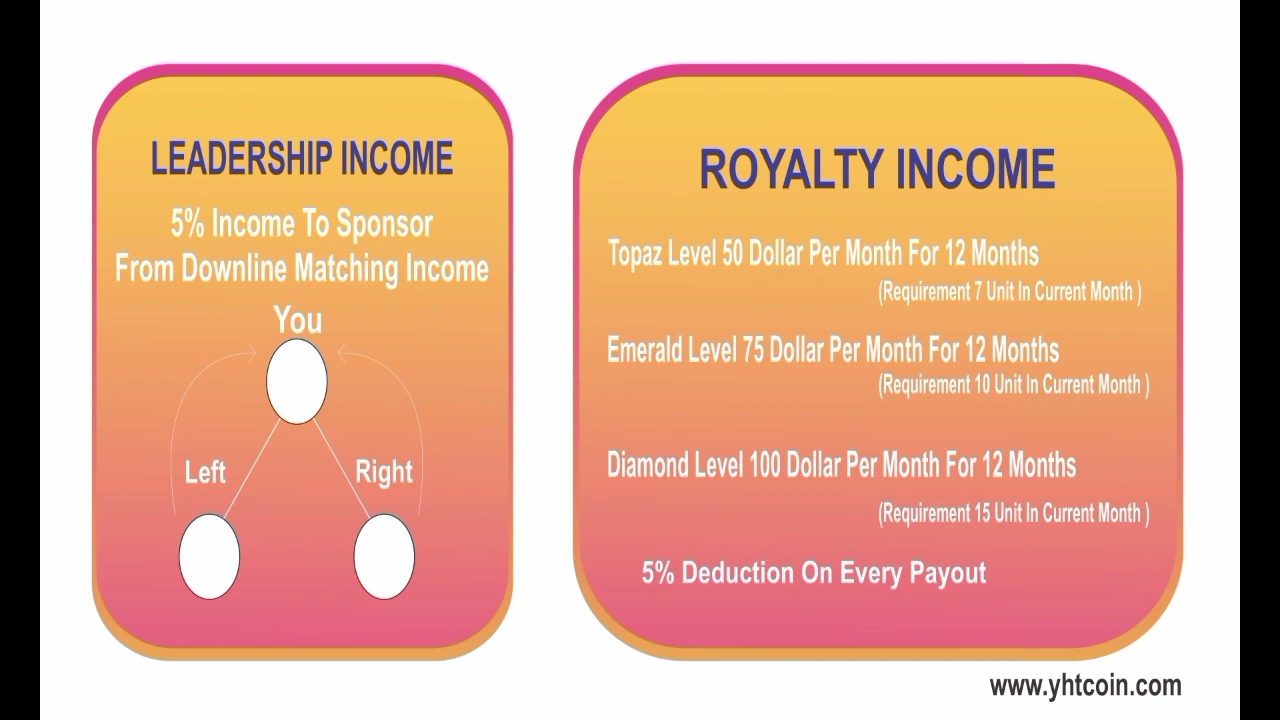 LEADERSHIP INCOME
5% Income To Sponsor
From Downline Matching Income
You
Left
Right
ROYALTY INCOME
Topaz Level 50 Dollar Per Month For 12 Months
(Requirement 7 Unit In Current Month )
Emerald Level 75 Dollar Per Month For 12 Months
(Requirement 10 Unit In Current Month )
Diamond Level 100 Dollar Per Month For 12 Months
(Requirement 15 Unit In Current Month )
5% Deduction On Every Payout
www.yhtcoin.com